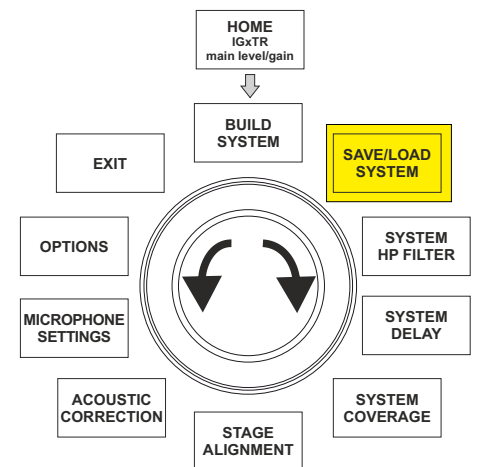 HOME
IGxTR
main level/gain
BUILD
SYSTEM
SAVE/LOAD
SYSTEM
SYSTEM
HP FILTER
SYSTEM
DELAY
SYSTEM
COVERAGE
STAGE
ALIGNMENT
ACOUSTIC
CORRECTION
MICROPHONE
SETTINGS
OPTIONS
EXIT